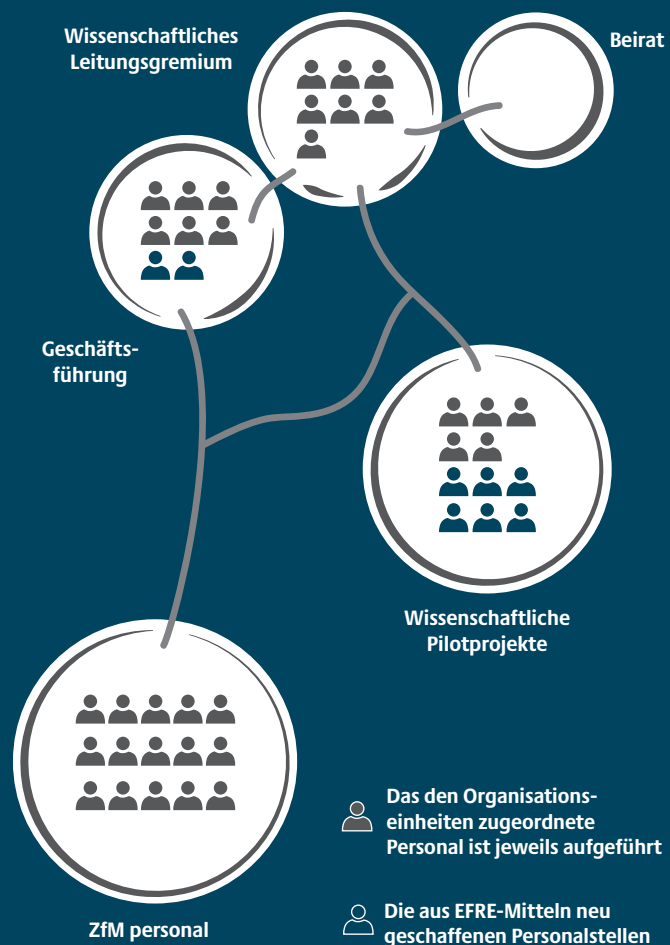 Wissenschaftliches
Leitungsgremium
Beirat
Geschäfts-
führung
Wissenschaftliche
Pilotprojekte
Das den Organisations-
einheiten zugeordnete
Personal ist jeweils aufgeführt
Die aus EFRE-Mitteln neu
geschaffenen Personalstellen
ZfM personal